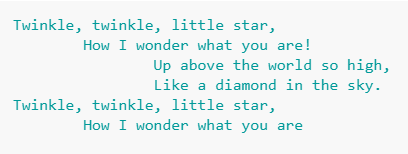 Twinkle, twinkle, little star,
How I wonder what you are!
Up above the world so high,
Like a diamond in the sky.
Twinkle, twinkle, little star,
How I wonder what you are